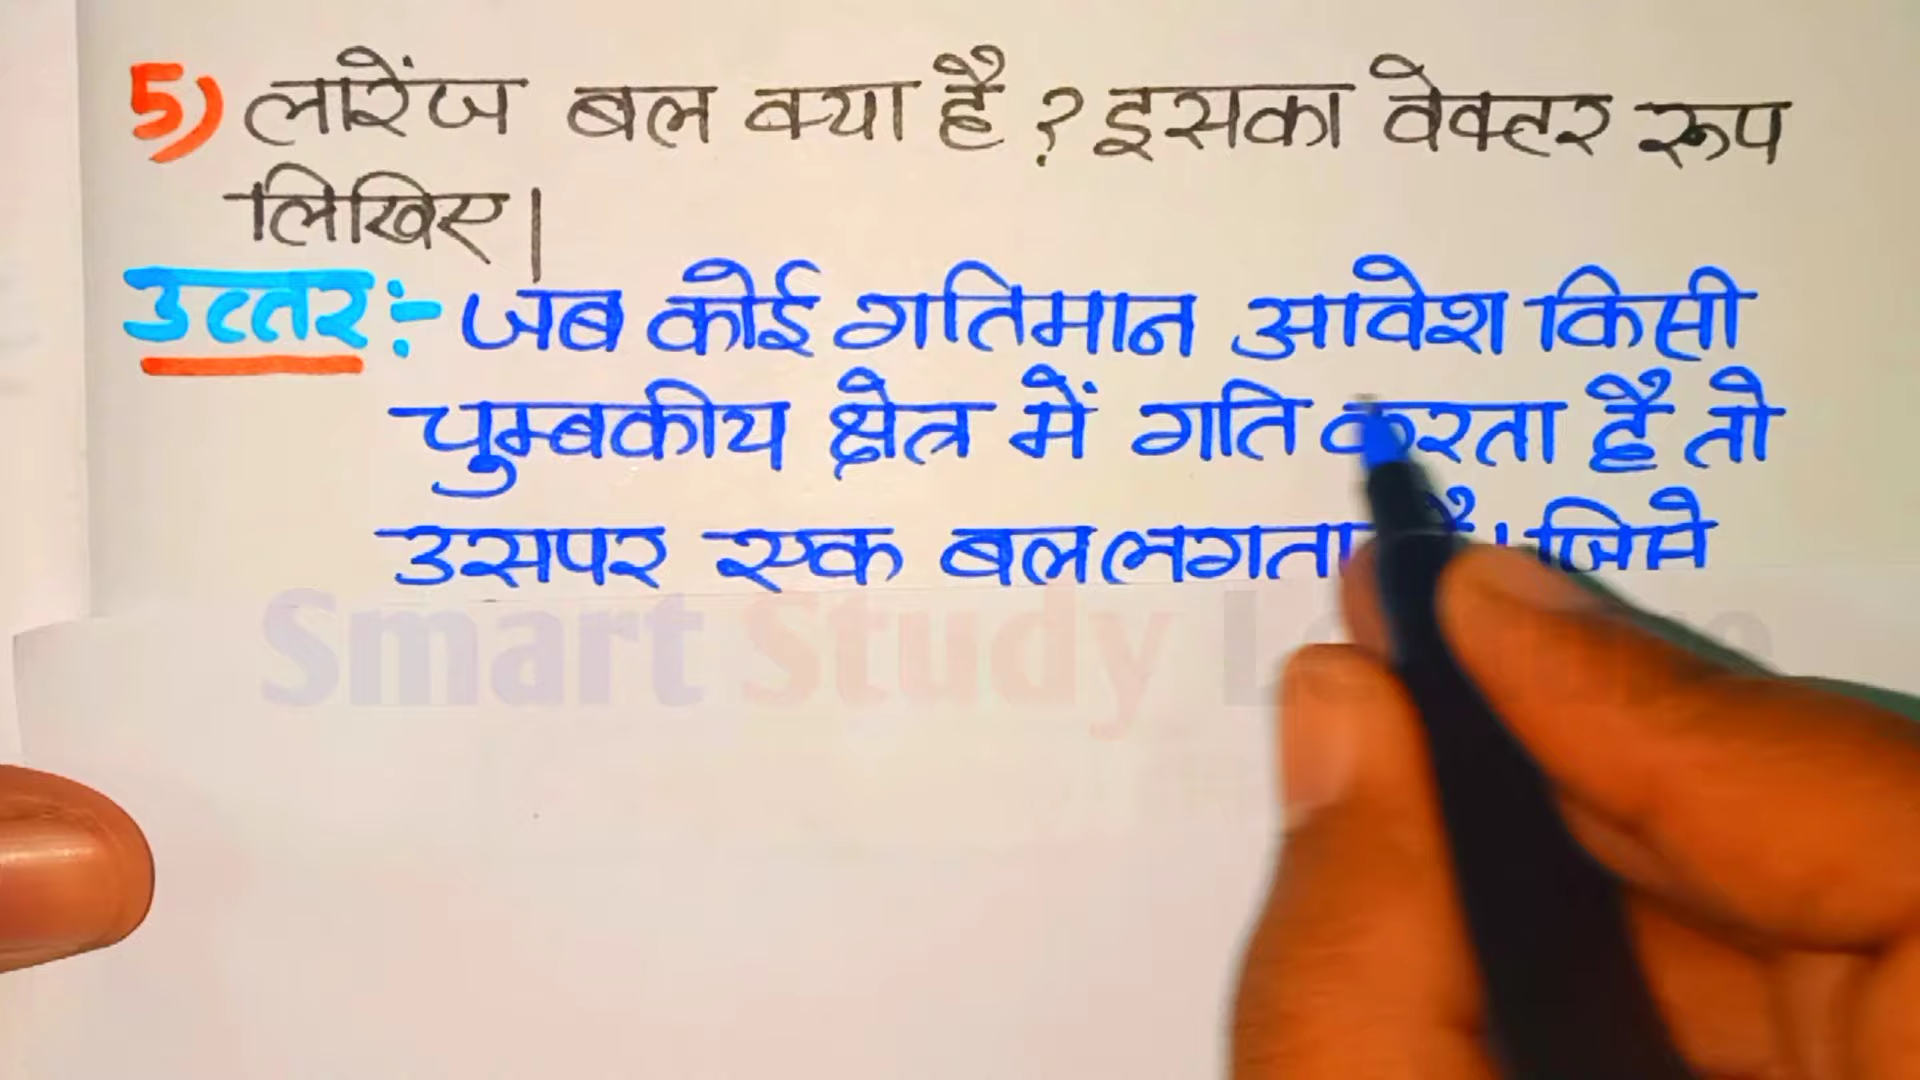 5) लारेंज बल क्या है ? इसका वेक्टर रूप
लिखिए।
उत्तर:- जब कोई गतिमान आवेश किसी
चुम्बकीय क्षेत्र में गति करता है तो
उसपर एक बल लगता है। जिसे
Smart Study